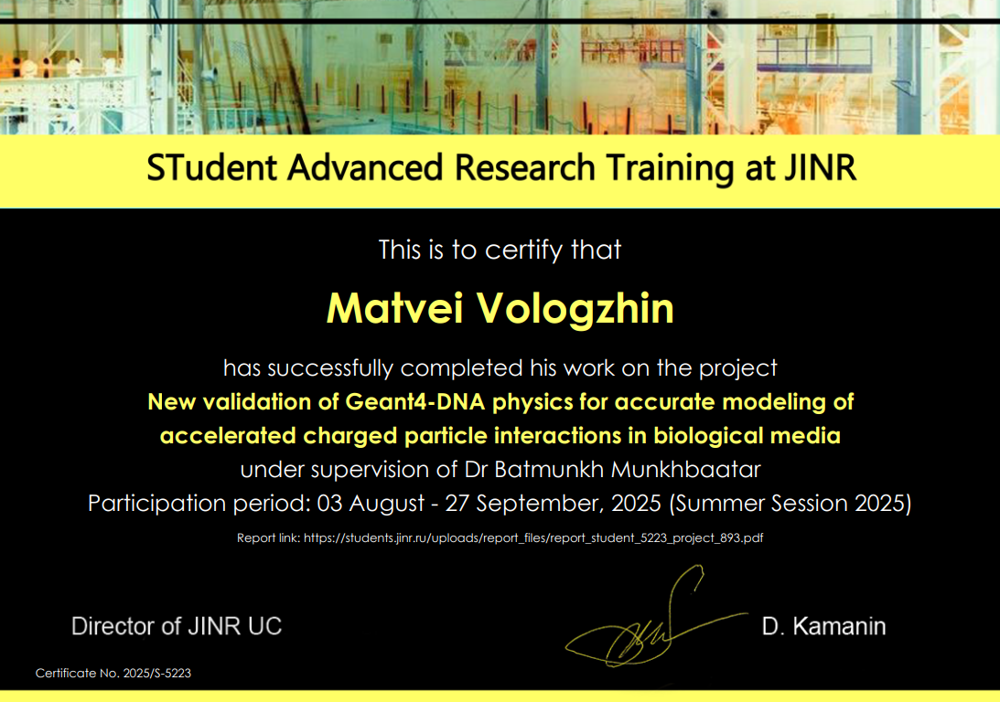 STudent Advanced Research Training at JINR
This is to certify that
Matvei Vologzhin
has successfully completed his work on the project
New validation of Geant4-DNA physics for accurate modeling of
accelerated charged particle interactions in biological media
under supervision of Dr Batmunkh Munkhbaatar
Participation period: 03 August - 27 September, 2025 (Summer Session 2025)
Report link: https://students.jinr.ru/uploads/report_files/report_student_5223_project_893.pdf
Director of JINR UC
D. Kamanin
Certificate No. 2025/S-5223